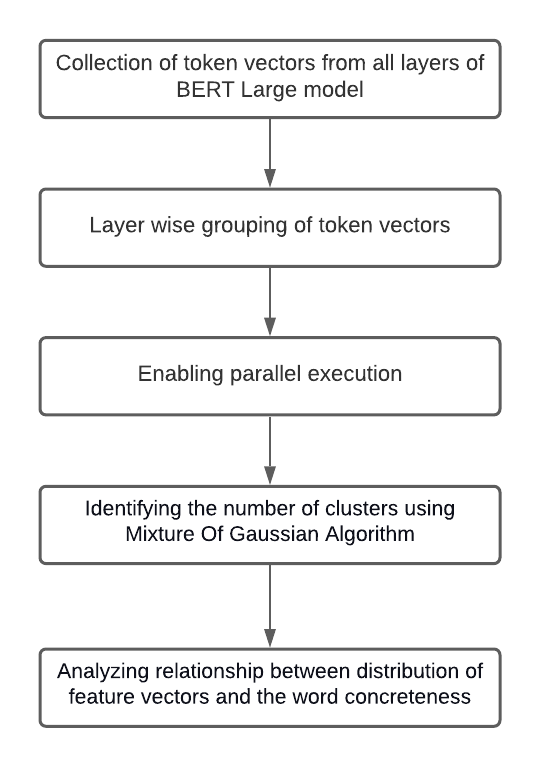 Collection of token vectors from all layers of
BERT Large model
Layer wise grouping of token vectors
Enabling parallel execution
Identifying the number of clusters using
Mixture Of Gaussian Algorithm
Analyzing relationship between distribution of
feature vectors and the word concreteness